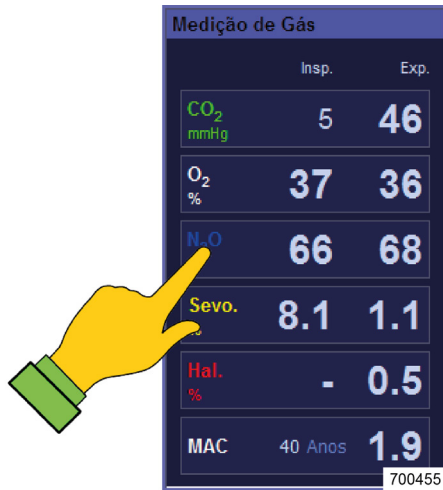 Medição de Gás
Insp. Exp.
CO₂ 5 46
mmHg
O₂ 37 36
%
N₂O 66 68
Sevo. 8.1 1.1
%
Hal. - 0.5
%
MAC 40 Anos 1.9
700455